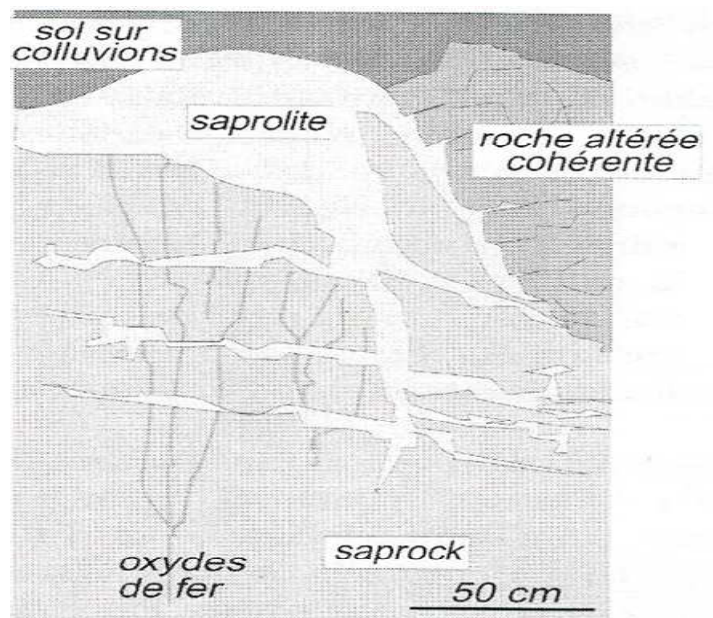 sol sur
colluvions
saprolite
roche altérée
cohérente
oxydes
de fer
saprock
50 cm